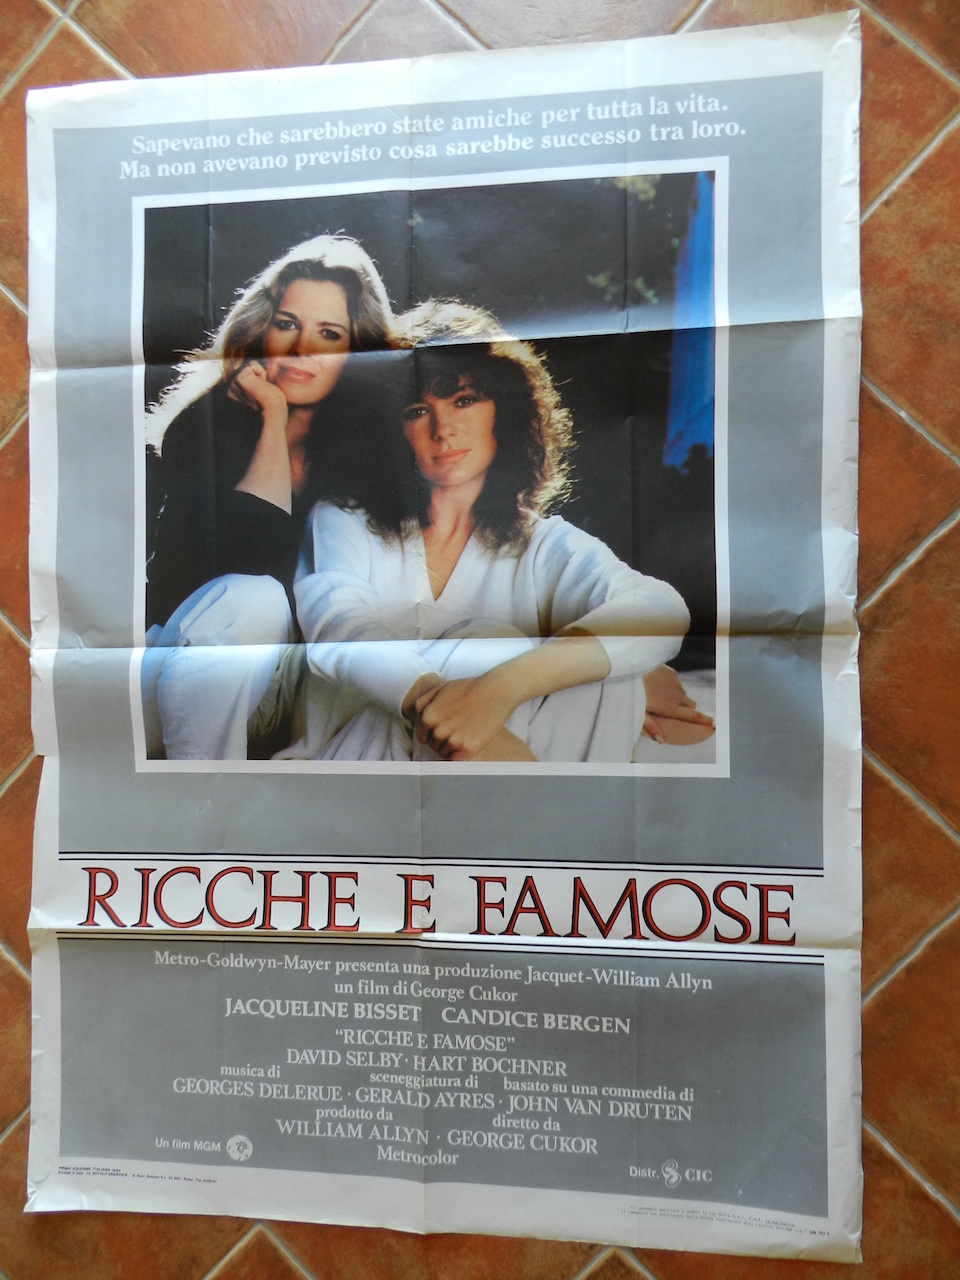 Sapevano che sarebbero state amiche per tutta la vita.
Ma non avevano previsto cosa sarebbe successo tra loro.
RICCHE E FAMOSE
Metro-Goldwyn-Mayer presenta una produzione Jacquet-William Allyn
un film di George Cukor
JACQUELINE BISSET CANDICE BERGEN
“RICCHE E FAMOSE”
DAVID SELBY · HART BOCHNER
musica di sceneggiatura di basato su una commedia di
GEORGES DELERUE · GERALD AYRES · JOHN VAN DRUTEN
prodotto da diretto da
WILLIAM ALLYN · GEORGE CUKOR
Metrocolor
Un film MGM
Distr. CIC
PRIMA EDIZIONE ITALIANA